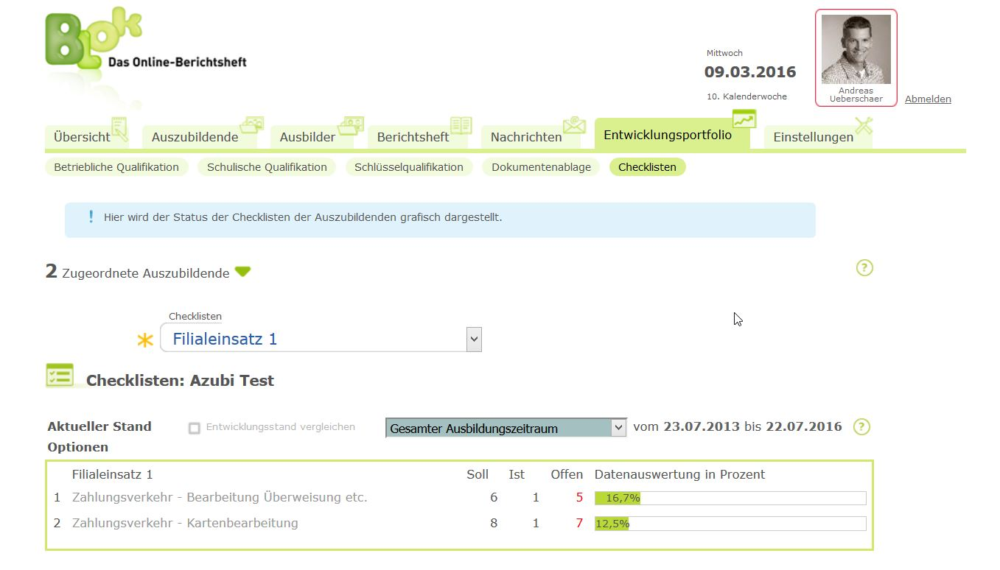 BLok
Das Online-Berichtsheft
Mittwoch
09.03.2016
10. Kalenderwoche
Andreas
Ueberschaer
Abmelden
Übersicht Auszubildende Ausbilder Berichtsheft Nachrichten Entwicklungsportfolio Einstellungen
Betriebliche Qualifikation Schulische Qualifikation Schlüsselqualifikation Dokumentenablage Checklisten
! Hier wird der Status der Checklisten der Auszubildenden grafisch dargestellt.
2 Zugeordnete Auszubildende ?
Checklisten
Filialeinsatz 1
Checklisten: Azubi Test
Aktueller Stand Entwicklungsstand vergleichen Gesamter Ausbildungszeitraum vom 23.07.2013 bis 22.07.2016 ?
Optionen
Filialeinsatz 1 Soll Ist Offen Datenauswertung in Prozent
1 Zahlungsverkehr - Bearbeitung Überweisung etc. 6 1 5 16,7%
2 Zahlungsverkehr - Kartenbearbeitung 8 1 7 12,5%